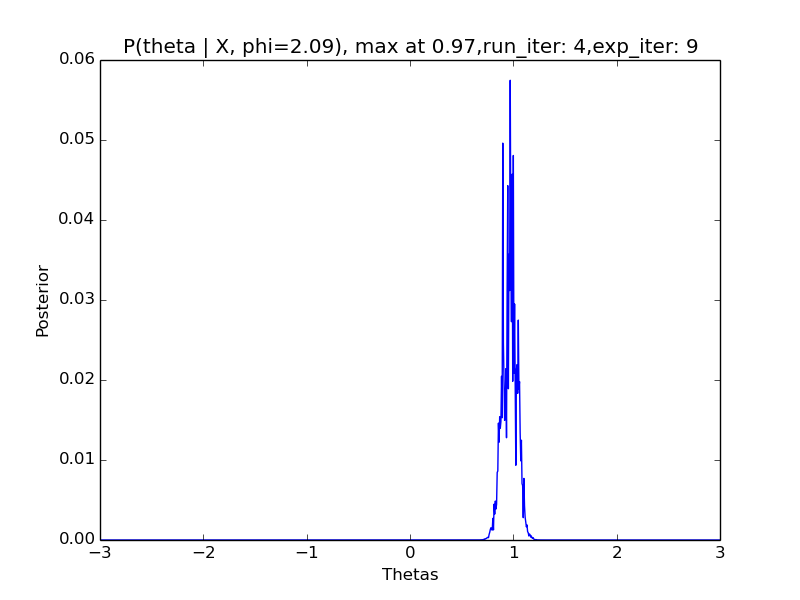 P(theta | X, phi=2.09), max at 0.97,run_iter: 4,exp_iter: 9
0.06
0.05
0.04
0.03
0.02
0.01
0.00
Posterior
−3 −2 −1 0 1 2 3
Thetas